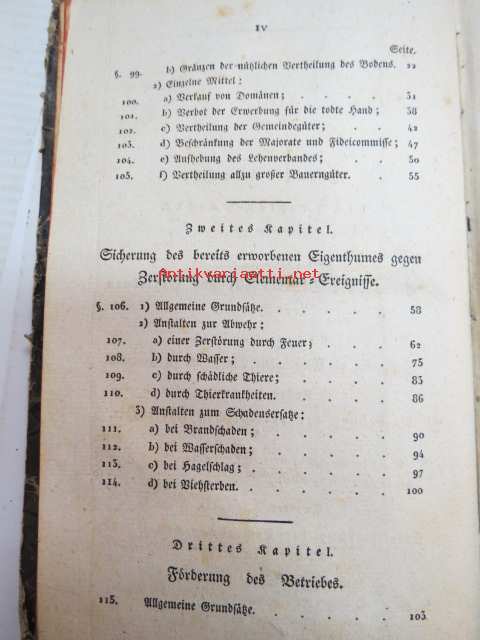 IV
Seite.
§. 99. b) Gränzen der nützlichen Vertheilung des Bodens. 22
2) Einzelne Mittel:
100. a) Verkauf von Domänen; . . . . 31
101. b) Verbot der Erwerbung für die todte Hand; 38
102. c) Vertheilung der Gemeindegüter; . . 42
103. d) Beschränkung der Majorate und Fideicommisse; 47
104. e) Aufhebung des Lehenverbandes; . . 50
105. f) Vertheilung allzu großer Bauerngüter. . 55
Zweites Kapitel.
Sicherung des bereits erworbenen Eigenthumes gegen
Antikvariaatti.net
Zerstörung durch Elementar-Ereignisse.
§. 106. 1) Allgemeine Grundsätze. . . . . 58
2) Anstalten zur Abwehr:
107. a) einer Zerstörung durch Feuer; . . . 62
108. b) durch Wasser; . . . . . 75
109. c) durch schädliche Thiere; . . . . 83
110. d) durch Thierkrankheiten. . . . . 86
3) Anstalten zum Schadensersatze:
111. a) bei Brandschaden; . . . . . 90
112. b) bei Wasserschaden; . . . . . 94
113. c) bei Hagelschlag; . . . . . . 97
114. d) bei Viehsterben. . . . . . 100
Drittes Kapitel.
Förderung des Betriebes.
115. Allgemeine Grundsätze. . . . . . 103